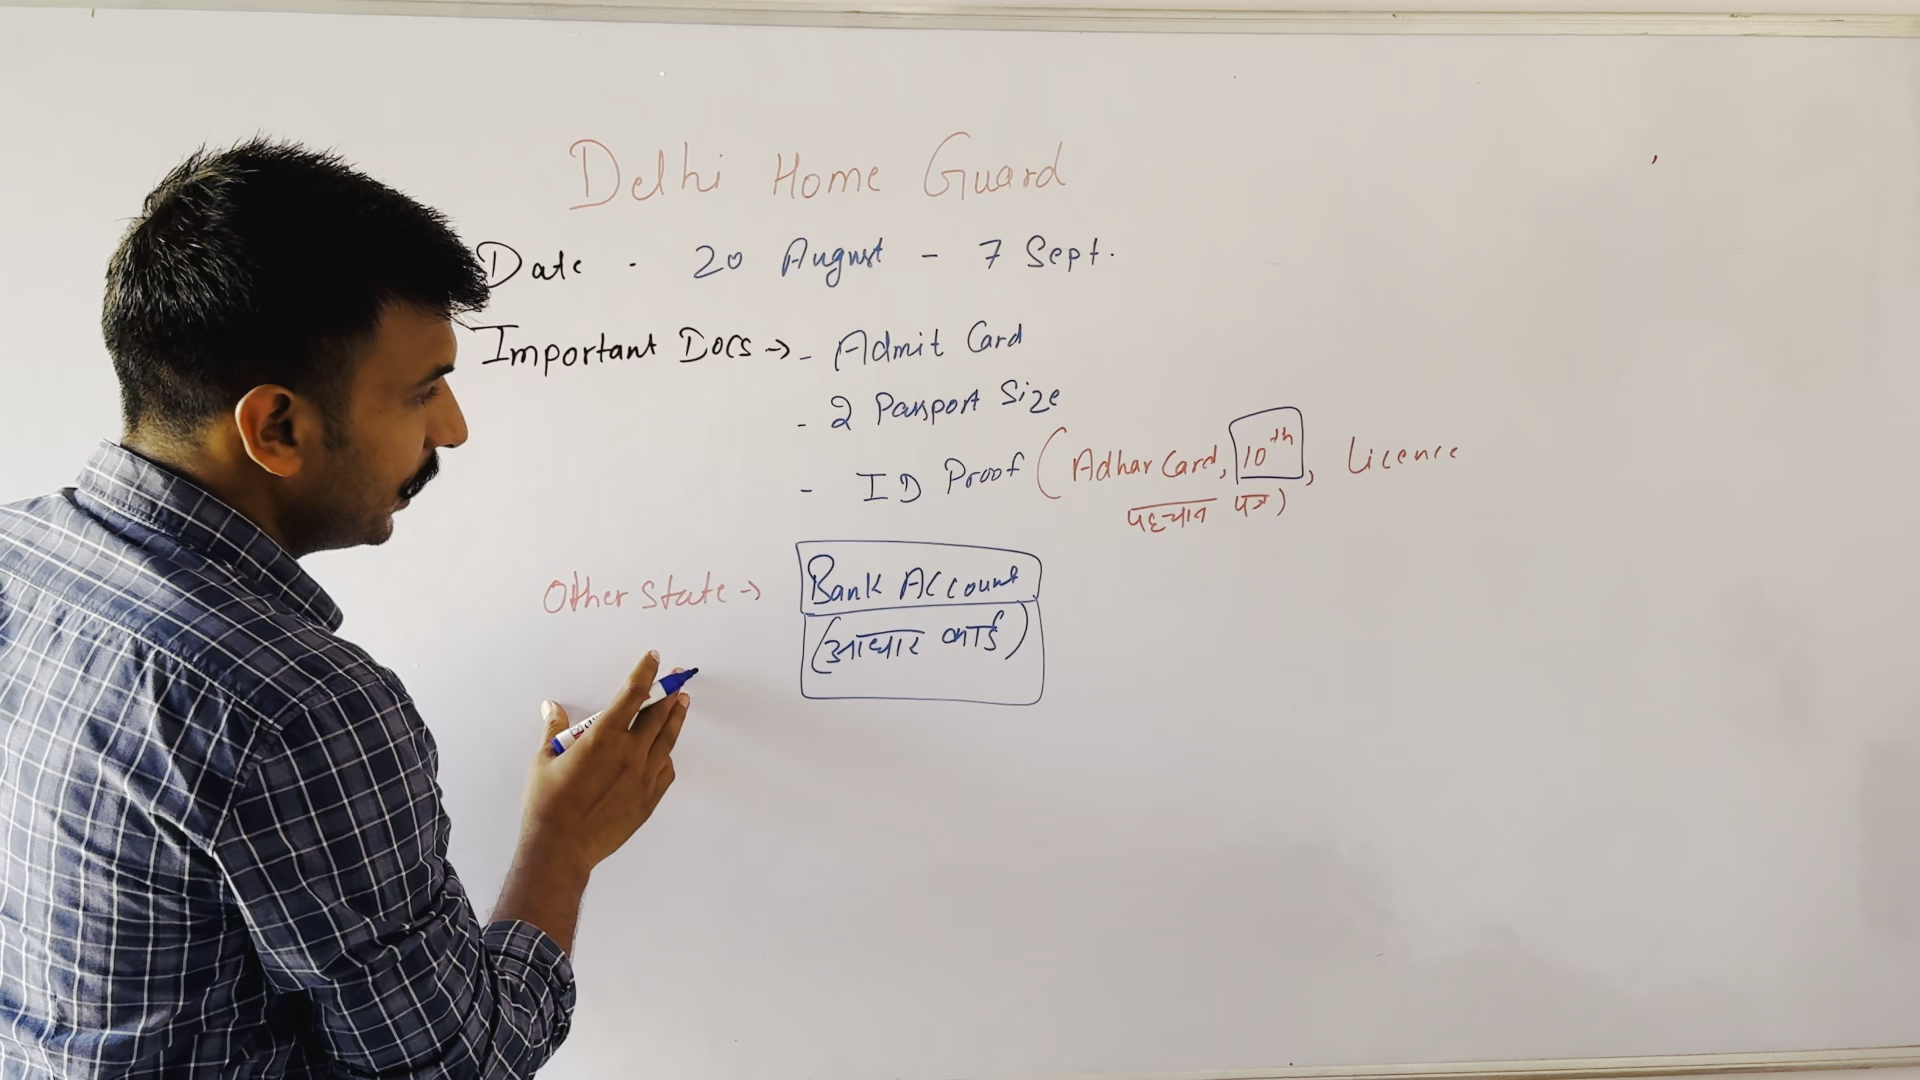 Delhi Home Guard
Date - 20 August - 7 Sept.
Important Docs → - Admit Card
- 2 Passport Size
- ID Proof (Adhar Card, 10th, Licence
पहचान पत्र)
Other State → Bank Account
(आधार कार्ड)